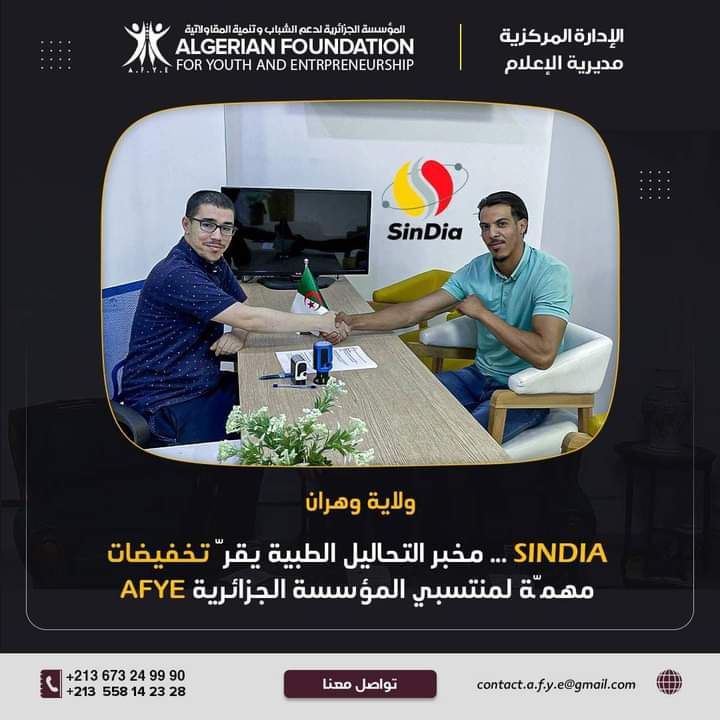 الإدارة المركزية
مديرية الإعلام
المؤسسة الجزائرية لدعم الشباب و تنمية المقاولاتية
ALGERIAN FOUNDATION
FOR YOUTH AND ENTRPRENEURSHIP
A.F.Y.E
SinDia
ولاية وهران
SINDIA ... مخبر التحاليل الطبية يقرّ تخفيضات
مهمّة لمنتسبي المؤسسة الجزائرية AFYE
+213 673 24 99 90
+213 558 14 23 28
تواصل معنا
contact.a.f.y.e@gmail.com